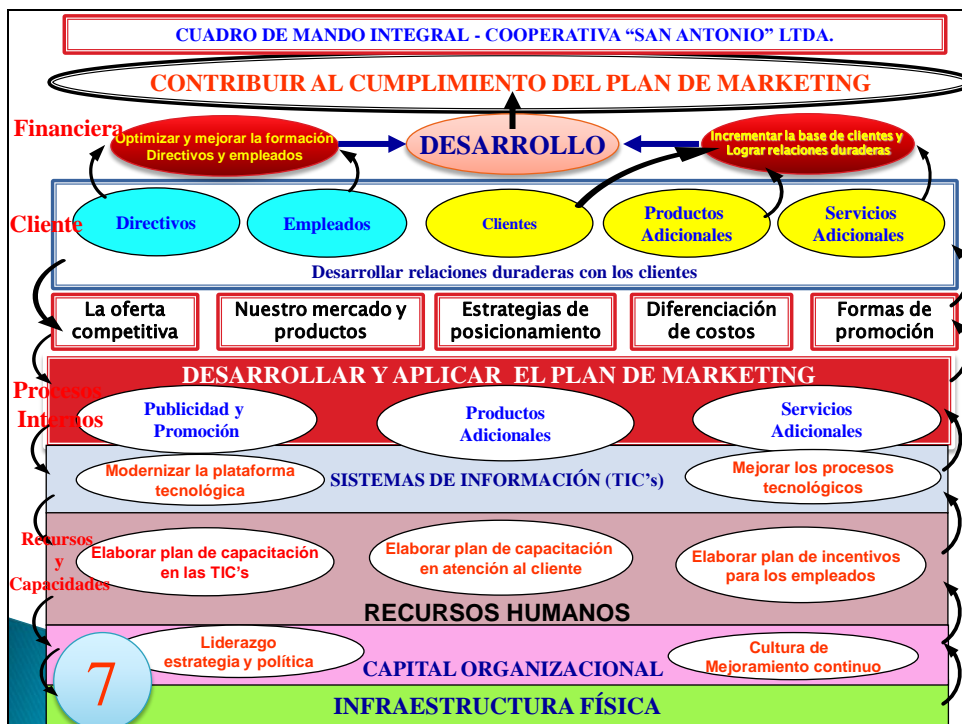 CUADRO DE MANDO INTEGRAL - COOPERATIVA “SAN ANTONIO” LTDA.
CONTRIBUIR AL CUMPLIMIENTO DEL PLAN DE MARKETING
Financiera
Optimizar y mejorar la formación
Directivos y empleados
DESARROLLO
Incrementar la base de clientes y
Lograr relaciones duraderas
Cliente
Directivos
Empleados
Clientes
Productos
Adicionales
Servicios
Adicionales
Desarrollar relaciones duraderas con los clientes
La oferta
competitiva
Nuestro mercado y
productos
Estrategias de
posicionamiento
Diferenciación
de costos
Formas de
promoción
DESARROLLAR Y APLICAR EL PLAN DE MARKETING
Procesos
Internos
Publicidad y
Promoción
Productos
Adicionales
Servicios
Adicionales
Modernizar la plataforma
tecnológica
SISTEMAS DE INFORMACIÓN (TIC’s)
Mejorar los procesos
tecnológicos
Recursos
y
Capacidades
Elaborar plan de capacitación
en las TIC’s
Elaborar plan de capacitación
en atención al cliente
Elaborar plan de incentivos
para los empleados
RECURSOS HUMANOS
Liderazgo
estrategia y política
CAPITAL ORGANIZACIONAL
Cultura de
Mejoramiento continuo
7
INFRAESTRUCTURA FÍSICA